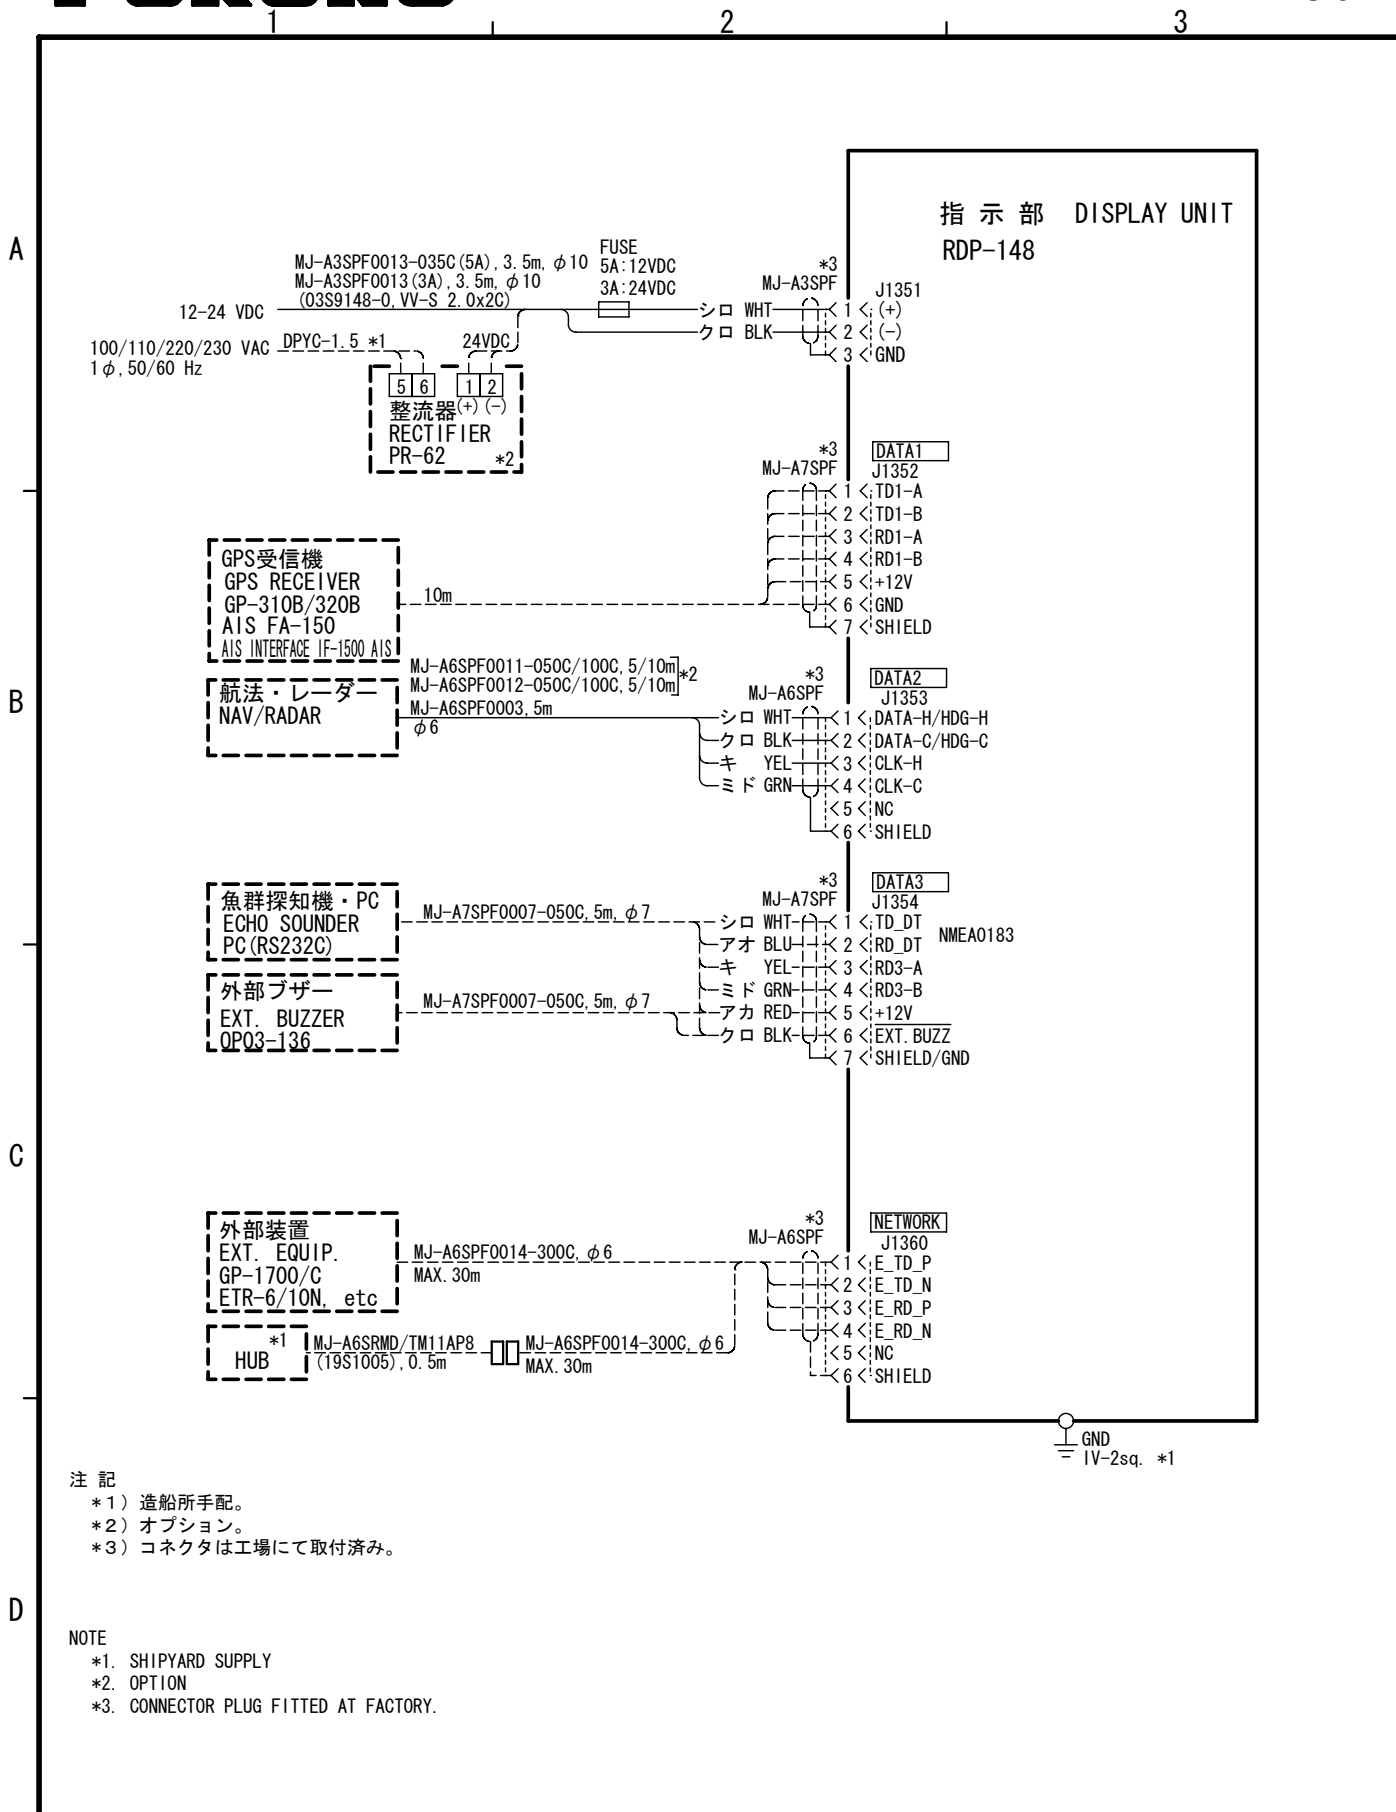 FURUNO
1 2 3
A
指 示 部 DISPLAY UNIT
RDP-148
MJ-A3SPF0013-035C(5A), 3.5m, φ10
MJ-A3SPF0013(3A), 3.5m, φ10
(03S9148-0, VV-S 2.0x2C)
FUSE
5A:12VDC
3A:24VDC
12-24 VDC
*3
MJ-A3SPF
J1351
シロ WHT 1 (+)
クロ BLK 2 (-)
3 GND
100/110/220/230 VAC
1φ, 50/60 Hz
DPYC-1.5 *1
24VDC
5 6 1 2
整流器 (+) (-)
RECTIFIER
PR-62 *2
*3
MJ-A7SPF
DATA1
J1352
1 TD1-A
2 TD1-B
3 RD1-A
4 RD1-B
5 +12V
6 GND
7 SHIELD
GPS受信機
GPS RECEIVER
GP-310B/320B
AIS FA-150
AIS INTERFACE IF-1500 AIS
10m
B
航法・レーダー
NAV/RADAR
MJ-A6SPF0011-050C/100C, 5/10m
MJ-A6SPF0012-050C/100C, 5/10m
*2
MJ-A6SPF0003, 5m
φ6
*3
MJ-A6SPF
DATA2
J1353
シロ WHT 1 DATA-H/HDG-H
クロ BLK 2 DATA-C/HDG-C
キ YEL 3 CLK-H
ミド GRN 4 CLK-C
5 NC
6 SHIELD
魚群探知機・PC
ECHO SOUNDER
PC(RS232C)
MJ-A7SPF0007-050C, 5m, φ7
外部ブザー
EXT. BUZZER
OP03-136
MJ-A7SPF0007-050C, 5m, φ7
*3
MJ-A7SPF
DATA3
J1354
シロ WHT 1 TD_DT
アオ BLU 2 RD_DT
NMEA0183
キ YEL 3 RD3-A
ミド GRN 4 RD3-B
アカ RED 5 +12V
クロ BLK 6 EXT.BUZZ
7 SHIELD/GND
C
外部装置
EXT. EQUIP.
GP-1700/C
ETR-6/10N, etc
MJ-A6SPF0014-300C, φ6
MAX. 30m
*3
MJ-A6SPF
NETWORK
J1360
1 E_TD_P
2 E_TD_N
3 E_RD_P
4 E_RD_N
5 NC
6 SHIELD
*1
HUB
MJ-A6SRMD/TM11AP8
(19S1005), 0.5m
MJ-A6SPF0014-300C, φ6
MAX. 30m
GND
IV-2sq. *1
注 記
*1) 造船所手配。
*2) オプション。
*3) コネクタは工場にて取付済み。
D
NOTE
*1. SHIPYARD SUPPLY
*2. OPTION
*3. CONNECTOR PLUG FITTED AT FACTORY.